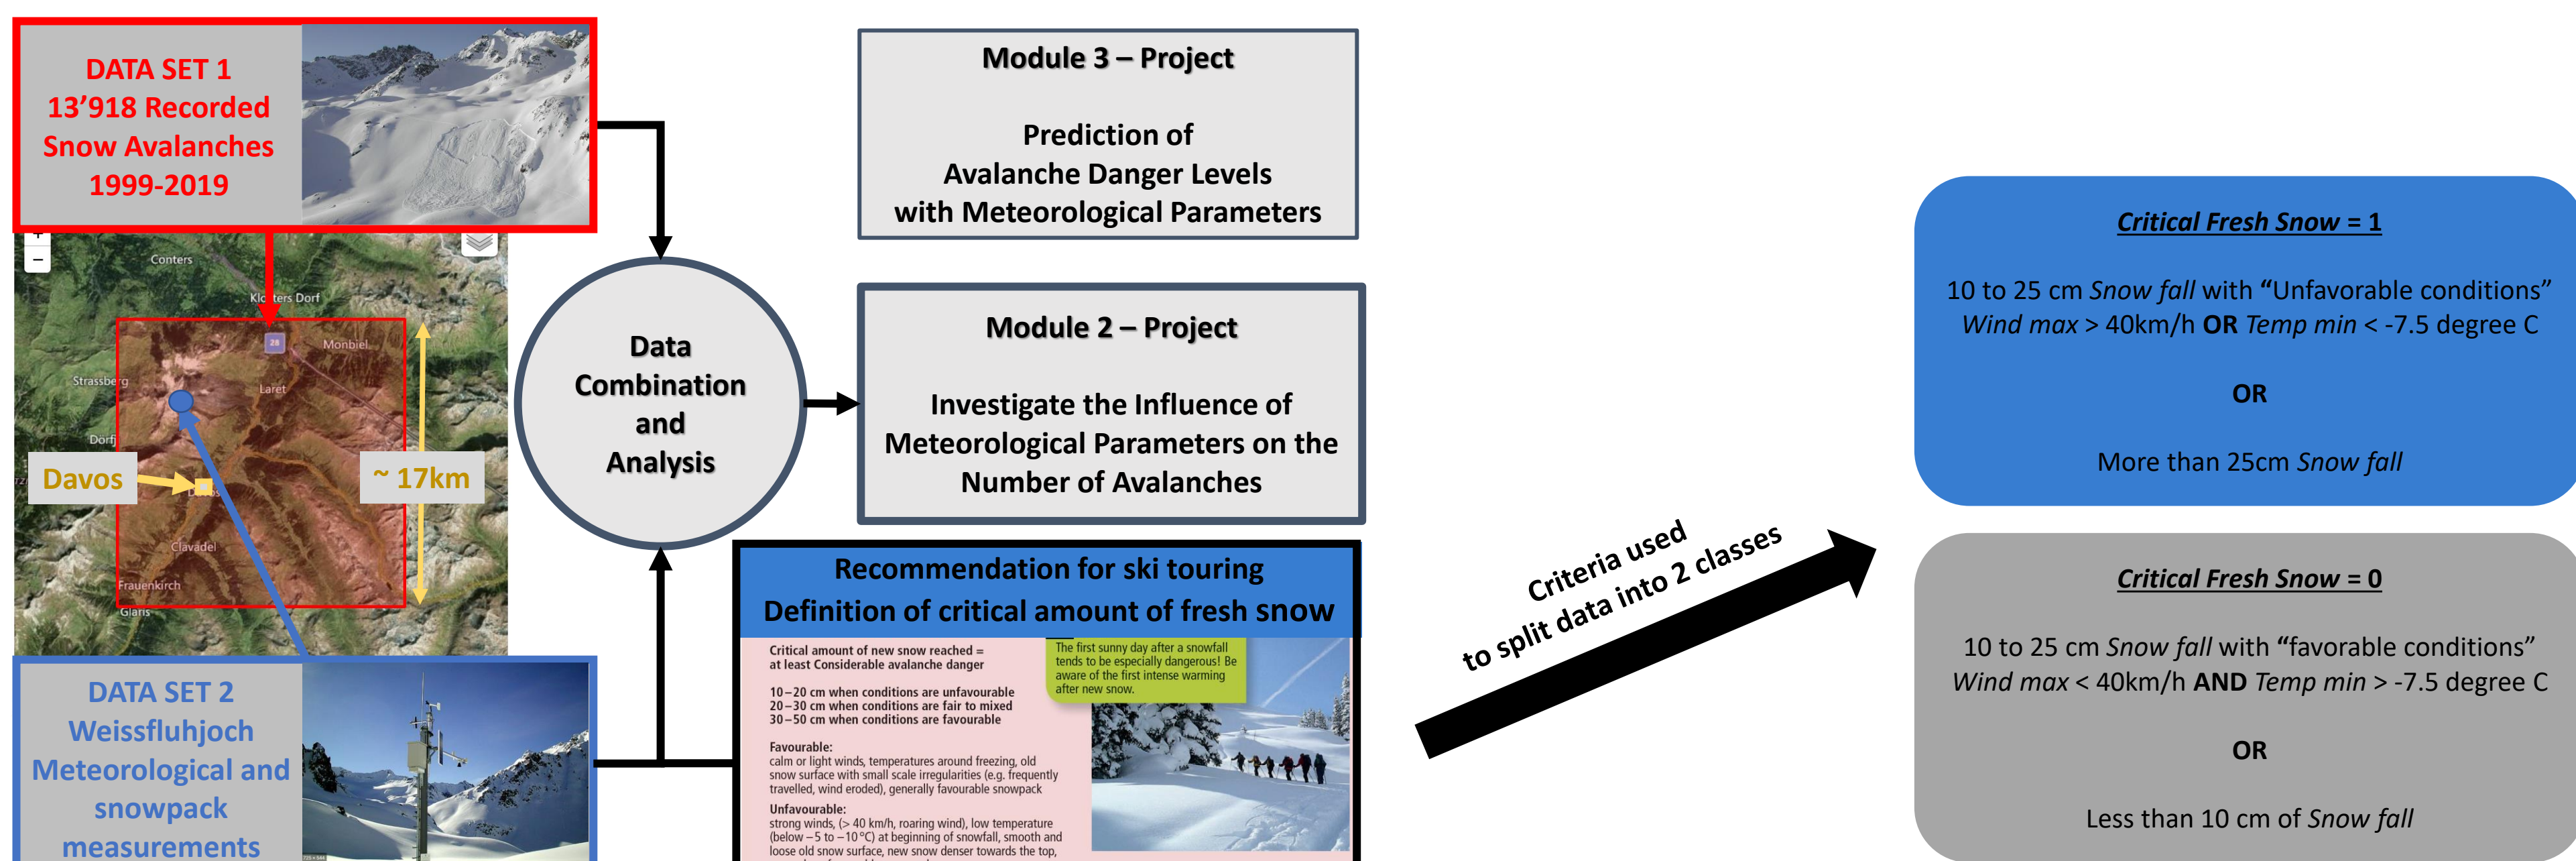 DATA SET 1
13’918 Recorded
Snow Avalanches
1999-2019
+
−
Conters
Klosters Dorf
28
Monbiel
Strassberg
Laret
Dorfj
Davos
~ 17km
Davos
Clavadel
Frauenkirch
Glaris
DATA SET 2
Weissfluhjoch
Meteorological and
snowpack
measurements
Data
Combination
and
Analysis
Module 3 – Project
Prediction of
Avalanche Danger Levels
with Meteorological Parameters
Module 2 – Project
Investigate the Influence of
Meteorological Parameters on the
Number of Avalanches
Recommendation for ski touring
Definition of critical amount of fresh snow
Critical amount of new snow reached =
at least Considerable avalanche danger
10–20 cm when conditions are unfavourable
20–30 cm when conditions are fair to mixed
30–50 cm when conditions are favourable
Favourable:
calm or light winds, temperatures around freezing, old
snow surface with small scale irregularities (e.g. frequently
travelled, wind eroded), generally favourable snowpack
Unfavourable:
strong winds, (> 40 km/h, roaring wind), low temperature
(below –5 to –10 °C) at beginning of snowfall, smooth and
loose old snow surface, new snow denser towards the top,
The first sunny day after a snowfall
tends to be especially dangerous! Be
aware of the first intense warming
after new snow.
Criteria used
to split data into 2 classes
Critical Fresh Snow = 1
10 to 25 cm Snow fall with “Unfavorable conditions”
Wind max > 40km/h OR Temp min < -7.5 degree C
OR
More than 25cm Snow fall
Critical Fresh Snow = 0
10 to 25 cm Snow fall with “favorable conditions”
Wind max < 40km/h AND Temp min > -7.5 degree C
OR
Less than 10 cm of Snow fall